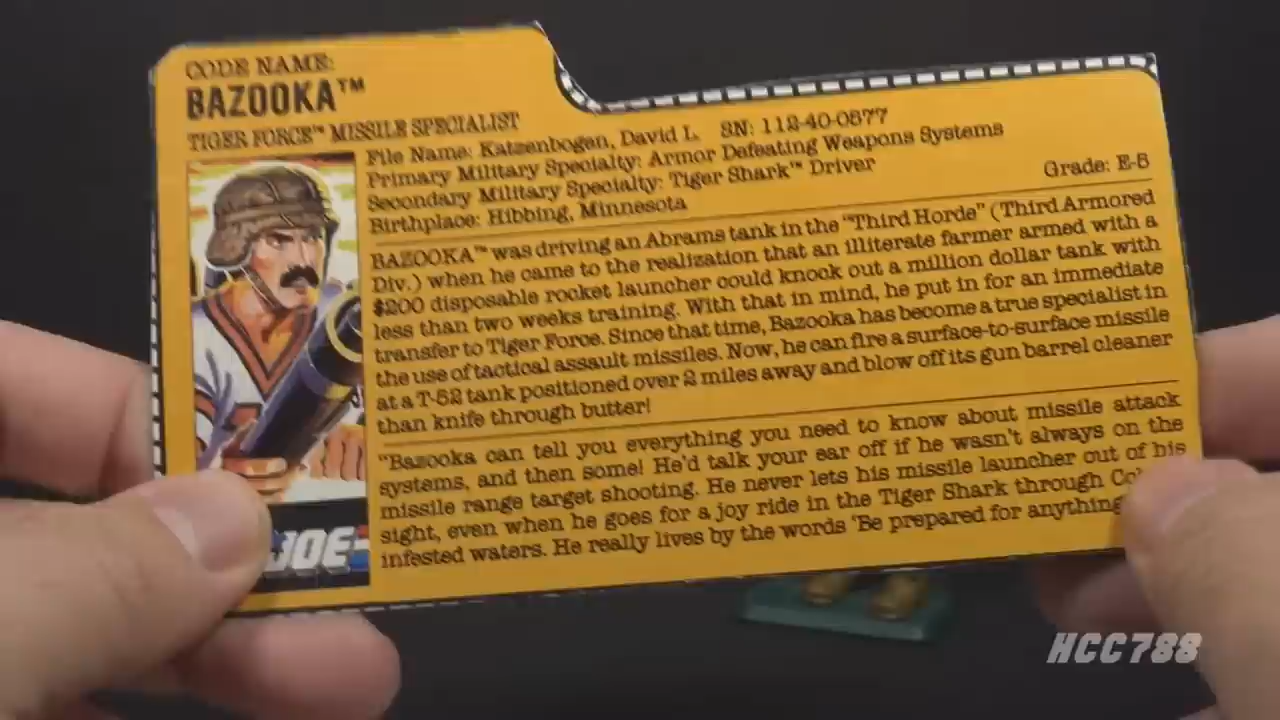 CODE NAME:
BAZOOKA™
TIGER FORCE™ MISSILE SPECIALIST
File Name: Katzenbogen, David L. SN: 112-40-0577
Primary Military Specialty: Armor Defeating Weapons Systems
Secondary Military Specialty: Tiger Shark™ Driver
Birthplace: Hibbing, Minnesota Grade: E-5
BAZOOKA™ was driving an Abrams tank in the "Third Horde" (Third Armored
Div.) when he came to the realization that an illiterate farmer armed with a
$200 disposable rocket launcher could knock out a million dollar tank with
less than two weeks training. With that in mind, he put in for an immediate
transfer to Tiger Force. Since that time, Bazooka has become a true specialist in
the use of tactical assault missiles. Now, he can fire a surface-to-surface missile
at a T-52 tank positioned over 2 miles away and blow off its gun barrel cleaner
than knife through butter!
"Bazooka can tell you everything you need to know about missile attack
systems, and then some! He'd talk your ear off if he wasn't always on the
missile range target shooting. He never lets his missile launcher out of his
sight, even when he goes for a joy ride in the Tiger Shark through
infested waters. He really lives by the words 'Be prepared for anything
JOE
HCC788